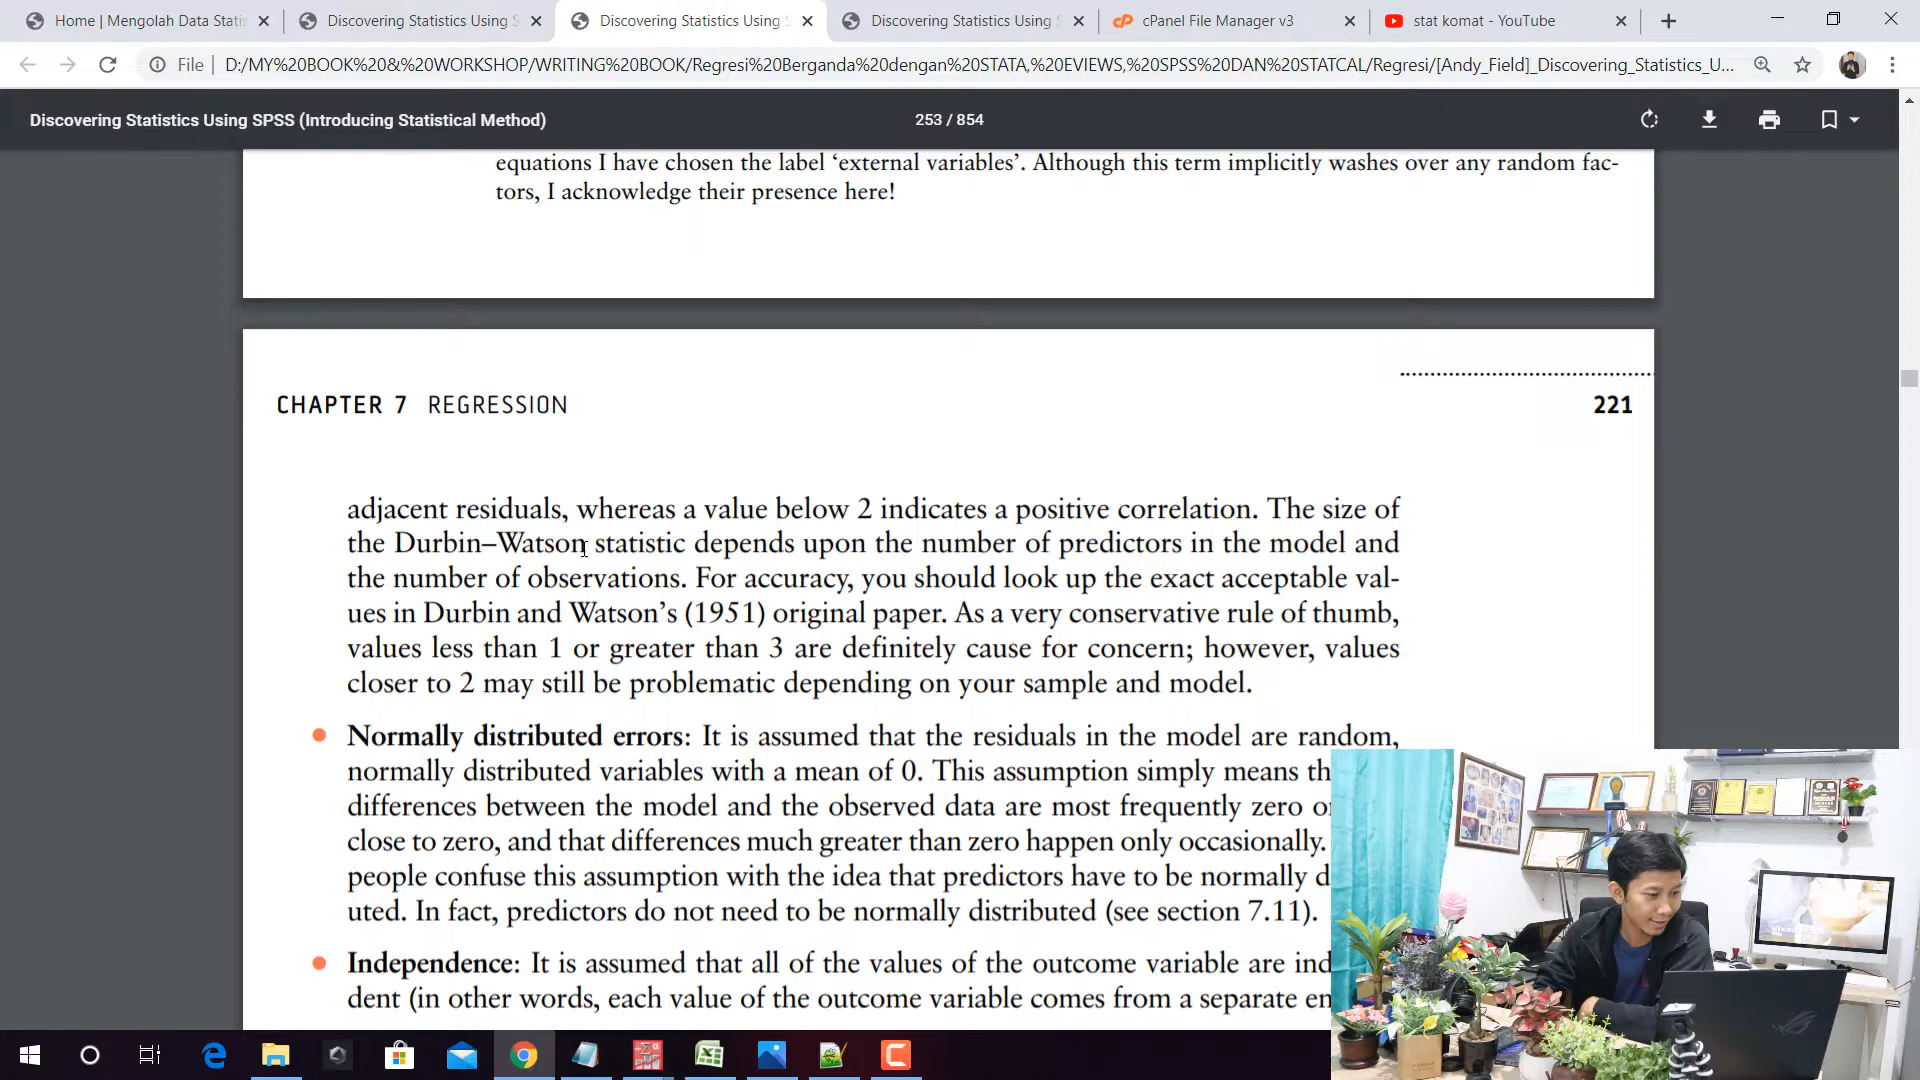 Home | Mengolah Data Statis
Discovering Statistics Using S
Discovering Statistics Using S
Discovering Statistics Using S
cPanel File Manager v3
stat komat - YouTube
File | D:/MY%20BOOK%20&%20WORKSHOP/WRITING%20BOOK/Regresi%20Berganda%20dengan%20STATA,%20EVIEWS,%20SPSS%20DAN%20STATCAL/Regresi/[Andy_Field]_Discovering_Statistics_U...
Discovering Statistics Using SPSS (Introducing Statistical Method)
253 / 854
equations I have chosen the label ‘external variables’. Although this term implicitly washes over any random fac-
tors, I acknowledge their presence here!
CHAPTER 7 REGRESSION
221
adjacent residuals, whereas a value below 2 indicates a positive correlation. The size of
the Durbin–Watson statistic depends upon the number of predictors in the model and
the number of observations. For accuracy, you should look up the exact acceptable val-
ues in Durbin and Watson’s (1951) original paper. As a very conservative rule of thumb,
values less than 1 or greater than 3 are definitely cause for concern; however, values
closer to 2 may still be problematic depending on your sample and model.
Normally distributed errors: It is assumed that the residuals in the model are random,
normally distributed variables with a mean of 0. This assumption simply means th
differences between the model and the observed data are most frequently zero o
close to zero, and that differences much greater than zero happen only occasionally.
people confuse this assumption with the idea that predictors have to be normally d
uted. In fact, predictors do not need to be normally distributed (see section 7.11).
Independence: It is assumed that all of the values of the outcome variable are ind
dent (in other words, each value of the outcome variable comes from a separate en